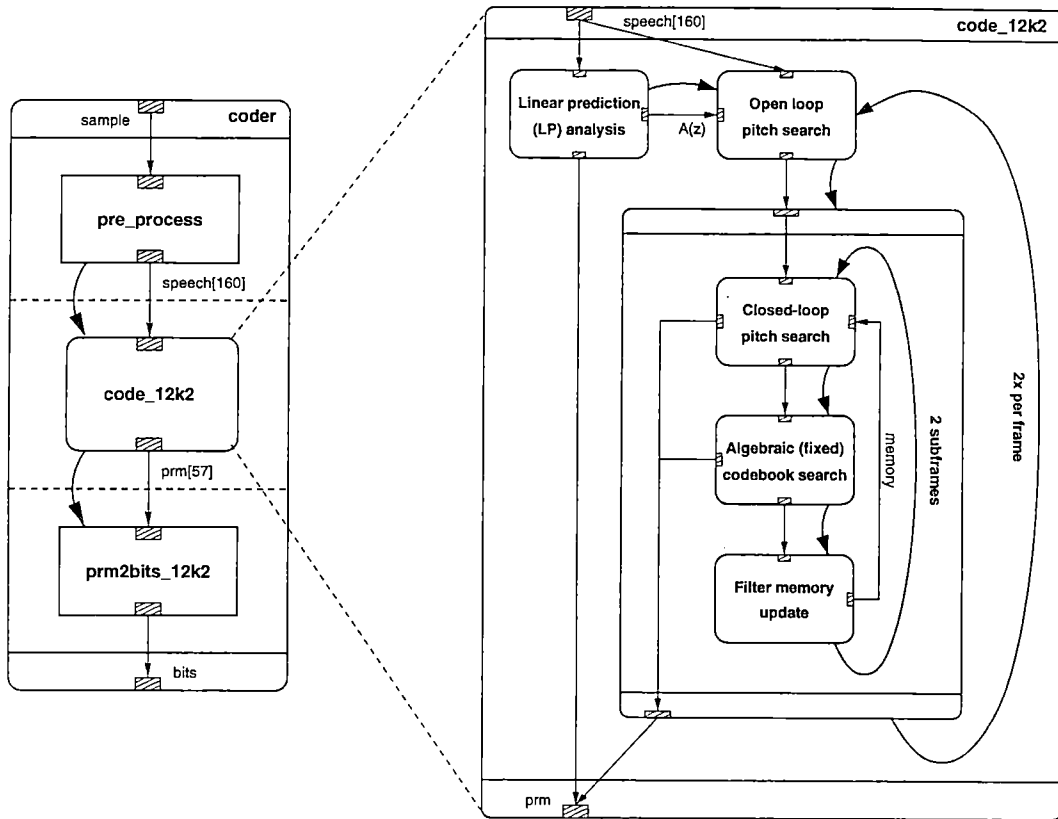 coder
sample
pre_process
speech[160]
code_12k2
prm[57]
prm2bits_12k2
bits
speech[160]
code_12k2
Linear prediction
(LP) analysis
A(z)
Open loop
pitch search
Closed-loop
pitch search
Algebraic (fixed)
codebook search
Filter memory
update
memory
2 subframes
2x per frame
prm